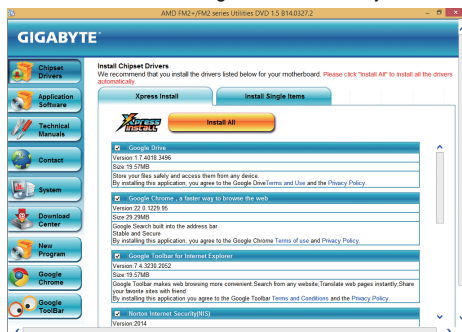 AMD FM2+/FM2 series Utilities DVD 1.5 B14.0327.2
GIGABYTE™
Chipset Drivers
Application Software
Technical Manuals
Contact
System
Download Center
New Program
Google Chrome
Google ToolBar
Install Chipset Drivers
We recommend that you install the drivers listed below for your motherboard. Please click "Install All" to install all the drivers
automatically.
Xpress Install
Install Single Items
Xpress INSTALL
Install All
Google Drive
Version:1.7.4018.3496
Size:19.57MB
Store your files safely and access them from any device.
By installing this application, you agree to the Google DriveTerms and Use and the Privacy Policy.
Google Chrome , a faster way to browse the web
Version:22.0.1229.95
Size:29.29MB
Google Search built into the address bar
Stable and Secure
By installing this application, you agree to the Google Chrome Terms of use and Privacy Policy.
Google Toolbar for Internet Explorer
Version:7.4.3230.2052
Size:19.57MB
Google Toolbar makes web browsing more convenient:Search from any website;Translate web pages instantly;Share
your favorite sites with friend.
By installing this application you agree to the Google Toolbar Terms and Conditions and the Privacy Policy.
Norton Internet Security(NIS)
Version:2014